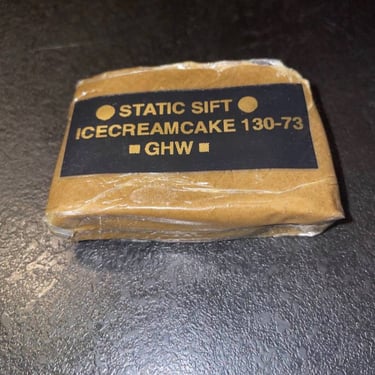 STATIC SIFT
ICECREAMCAKE 130-73
GHW